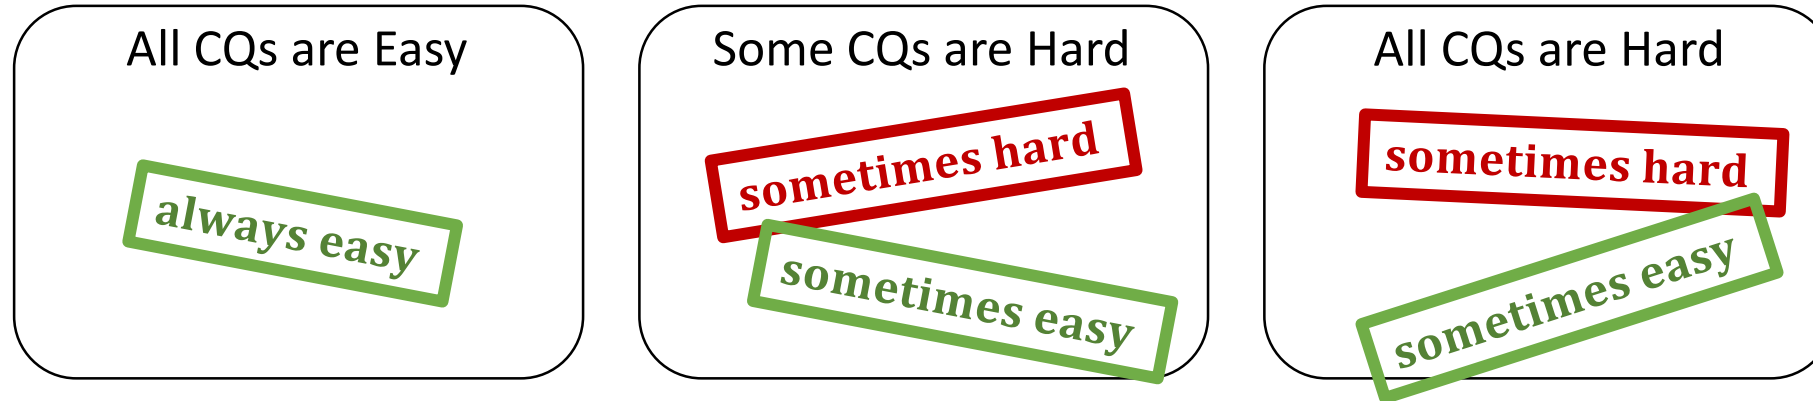 All CQs are Easy
always easy
Some CQs are Hard
sometimes hard
sometimes easy
All CQs are Hard
sometimes hard
sometimes easy